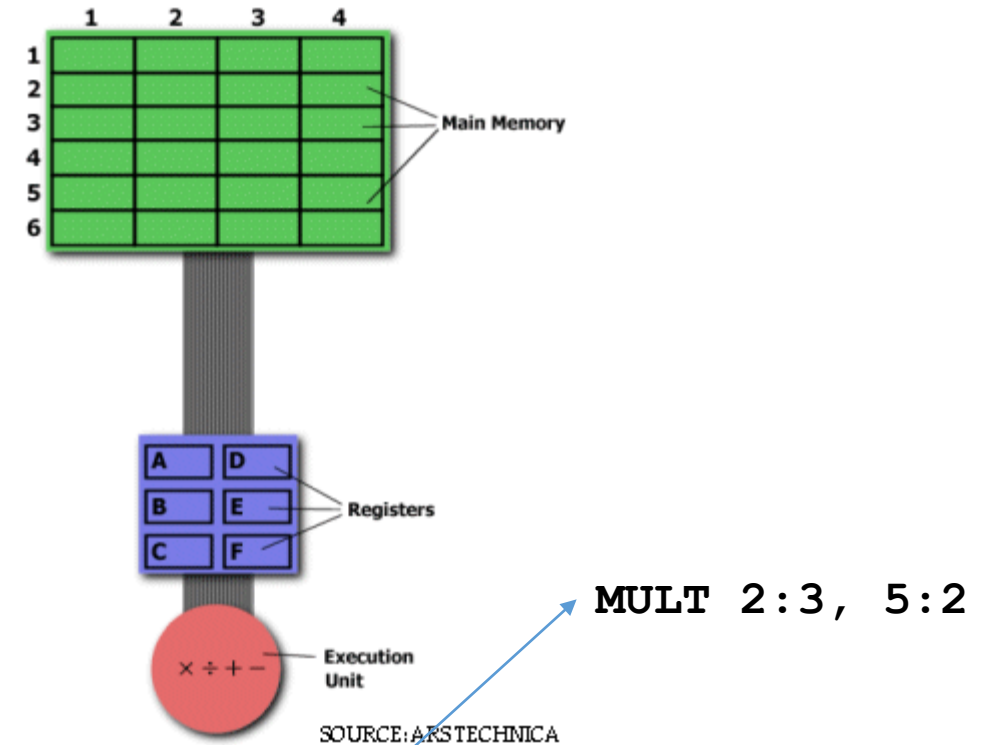 1 2 3 4
1
2
3
4
5
6
Main Memory
A D
B E
C F
Registers
MULT 2:3, 5:2
× ÷ + −
Execution
Unit
SOURCE:ARSTECHNICA